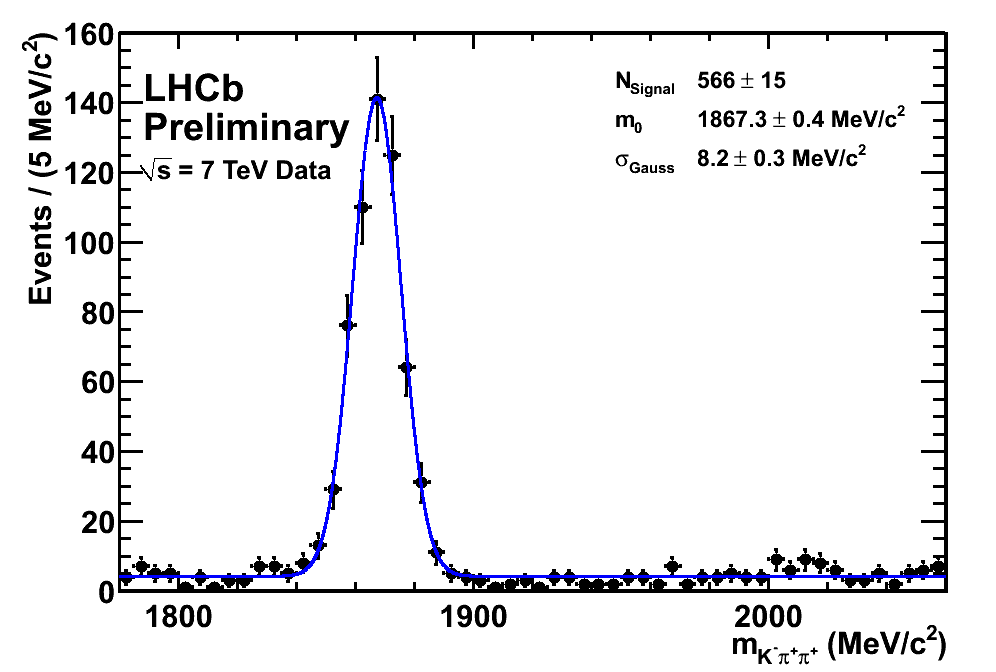 160
140
120
100
80
60
40
20
0
Events / (5 MeV/c²)
LHCb
Preliminary
√s = 7 TeV Data
N_Signal 566 ± 15
m₀ 1867.3 ± 0.4 MeV/c²
σ_Gauss 8.2 ± 0.3 MeV/c²
1800 1900 2000
m_K⁻π⁺π⁺ (MeV/c²)